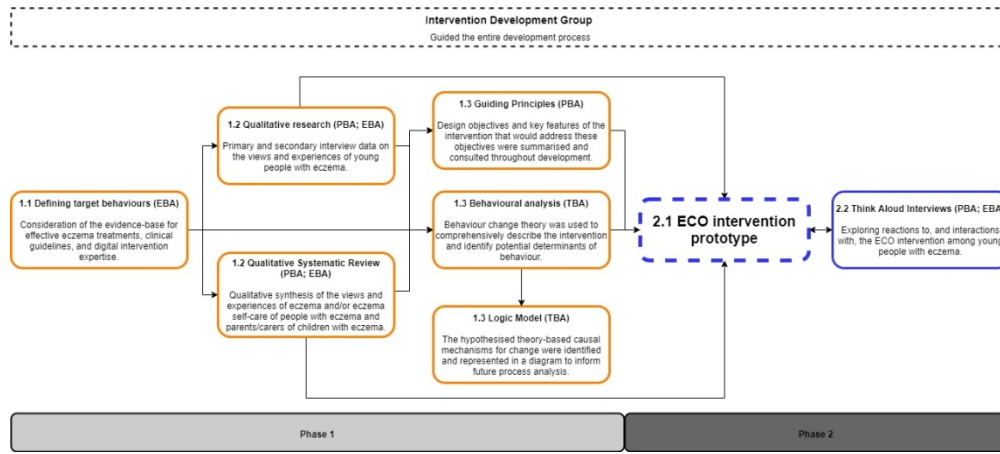 Intervention Development Group
Guided the entire development process
1.2 Qualitative research (PBA; EBA)
Primary and secondary interview data on
the views and experiences of young
people with eczema.
1.3 Guiding Principles (PBA)
Design objectives and key features of the
intervention that would address these
objectives were summarised and
consulted throughout development.
1.1 Defining target behaviours (EBA)
Consideration of the evidence-base for
effective eczema treatments, clinical
guidelines, and digital intervention
expertise.
1.3 Behavioural analysis (TBA)
Behaviour change theory was used to
comprehensively describe the intervention
and identify potential determinants of
behaviour.
2.1 ECO intervention
prototype
2.2 Think Aloud Interviews (PBA; EBA)
Exploring reactions to, and interactions
with, the ECO intervention among young
people with eczema.
1.2 Qualitative Systematic Review
(PBA; EBA)
Qualitative synthesis of the views and
experiences of eczema and/or eczema
self-care of people with eczema and
parents/carers of children with eczema.
1.3 Logic Model (TBA)
The hypothesised theory-based causal
mechanisms for change were identified
and represented in a diagram to inform
future process analysis.
Phase 1
Phase 2